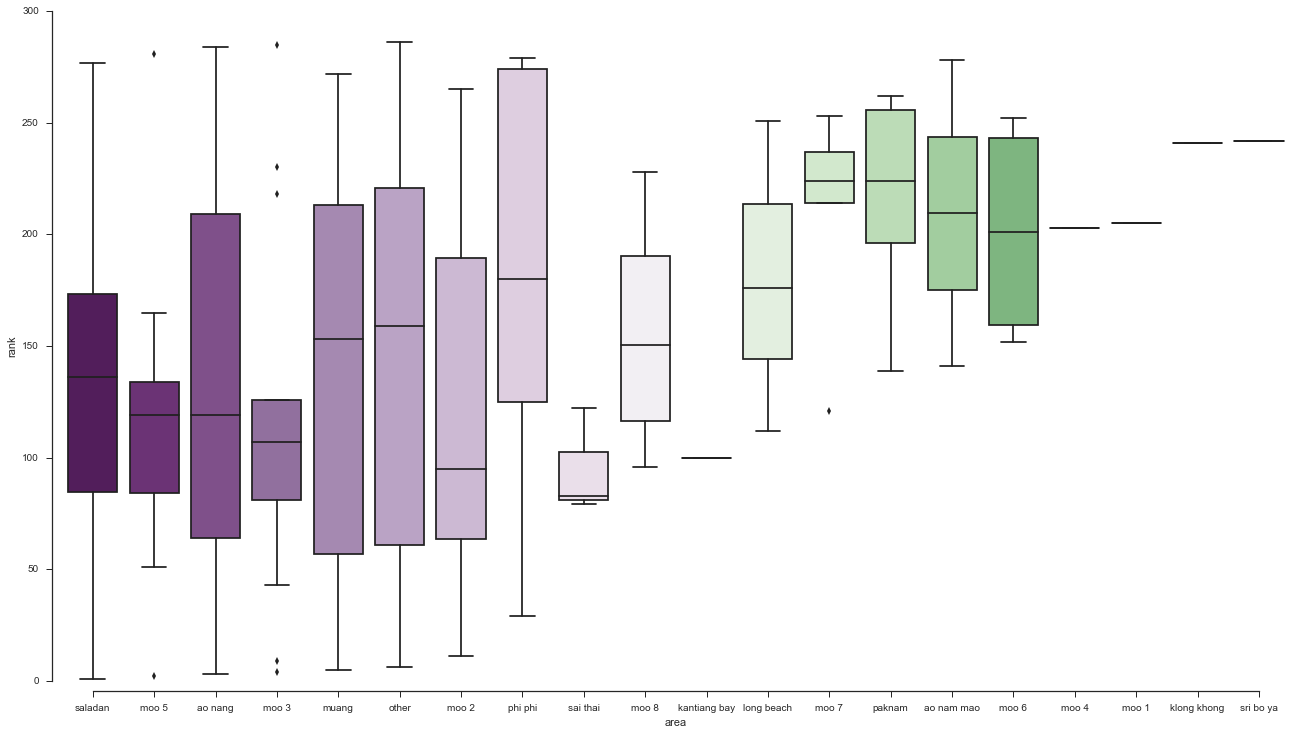 300
250
200
150
100
50
0
rank
saladan moo 5 ao nang moo 3 muang other moo 2 phi phi sai thai moo 8 kantiang bay long beach moo 7 paknam ao nam mao moo 6 moo 4 moo 1 klong khong sri bo ya
area